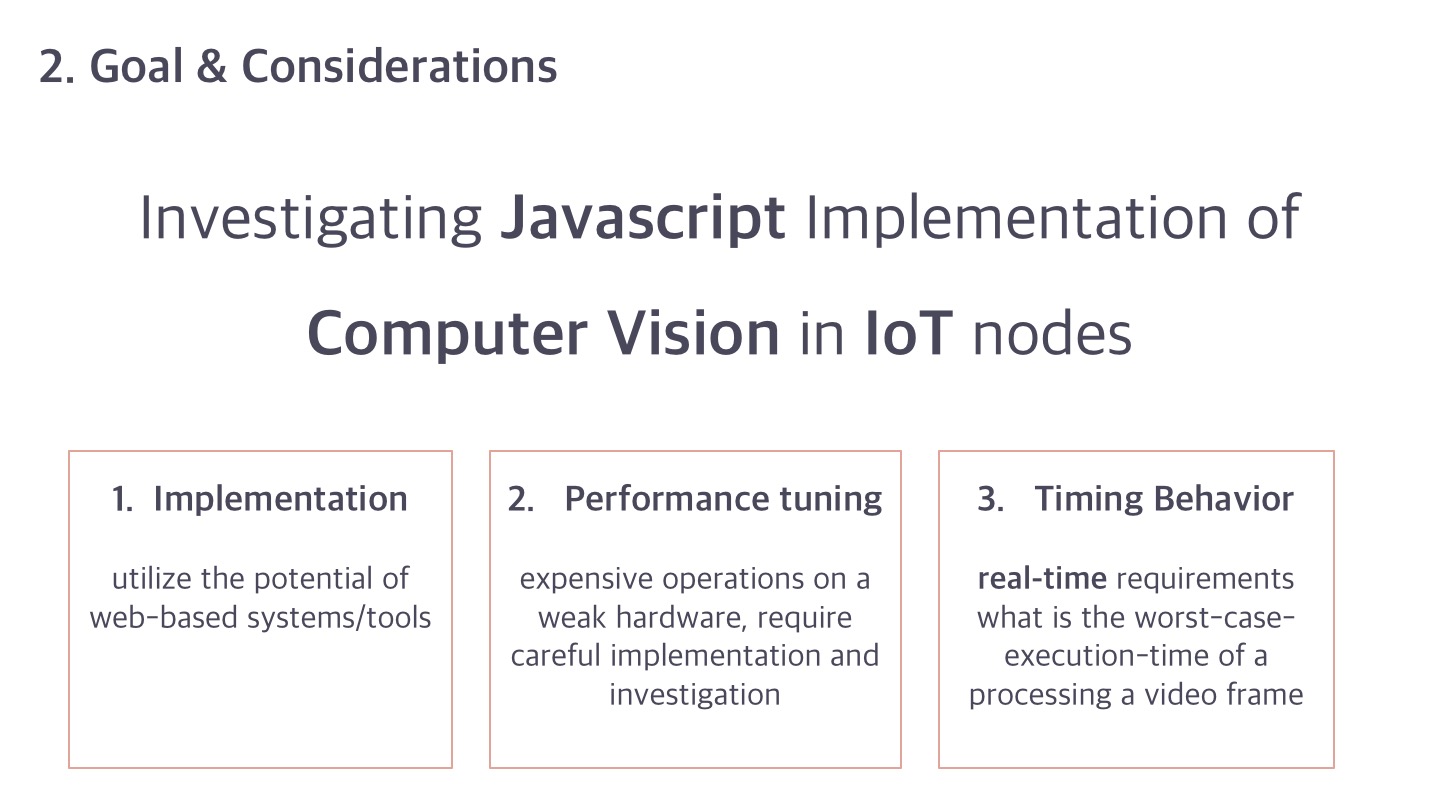 2. Goal & Considerations
Investigating Javascript Implementation of
Computer Vision in IoT nodes
1. Implementation
utilize the potential of
web-based systems/tools
2. Performance tuning
expensive operations on a
weak hardware, require
careful implementation and
investigation
3. Timing Behavior
real-time requirements
what is the worst-case-
execution-time of a
processing a video frame